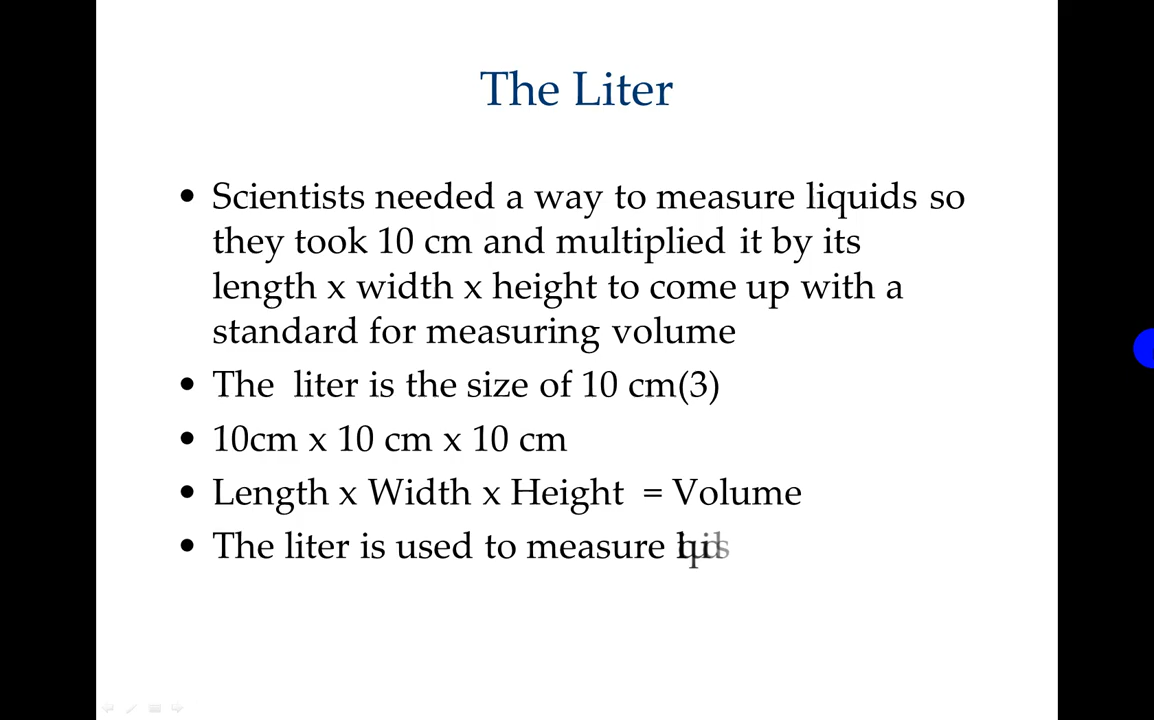 The Liter
• Scientists needed a way to measure liquids so
they took 10 cm and multiplied it by its
length x width x height to come up with a
standard for measuring volume
• The liter is the size of 10 cm(3)
• 10cm x 10 cm x 10 cm
• Length x Width x Height = Volume
• The liter is used to measure